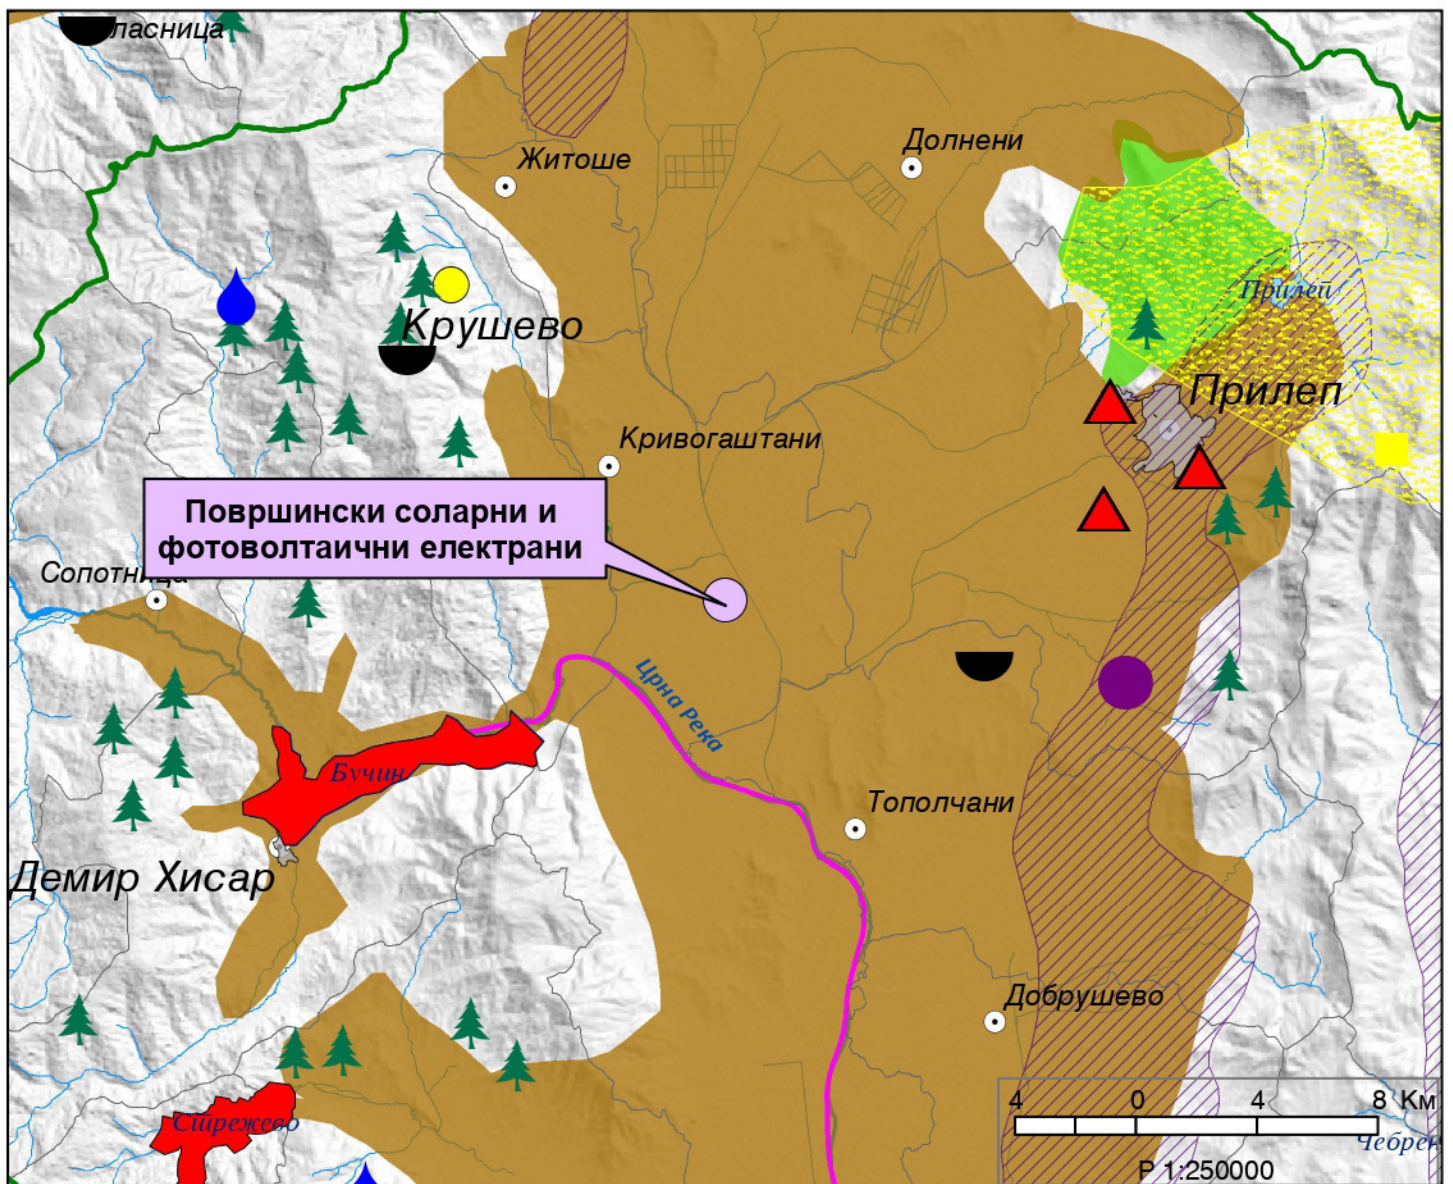 ласница
Долнени
Житоше
Прилеп
Крушево
Прилеп
Кривогаштани
Површински соларни и
фотоволтаични електрани
Сопотница
Црна Река
Бучин
Тополчани
Демир Хисар
Добрушево
4 0 4 8 Км
Стрежево
Чебрен
Р 1:250000